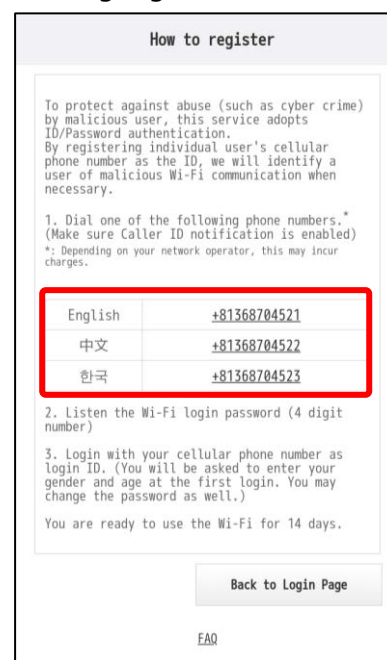 How to register
To protect against abuse (such as cyber crime)
by malicious user, this service adopts
ID/Password authentication.
By registering individual user's cellular
phone number as the ID, we will identify a
user of malicious Wi-Fi communication when
necessary.
1. Dial one of the following phone numbers.*
(Make sure Caller ID notification is enabled)
*: Depending on your network operator, this may incur
charges.
English +81368704521
中文 +81368704522
한국 +81368704523
2. Listen the Wi-Fi login password (4 digit
number)
3. Login with your cellular phone number as
login ID. (You will be asked to enter your
gender and age at the first login. You may
change the password as well.)
You are ready to use the Wi-Fi for 14 days.
Back to Login Page
FAQ